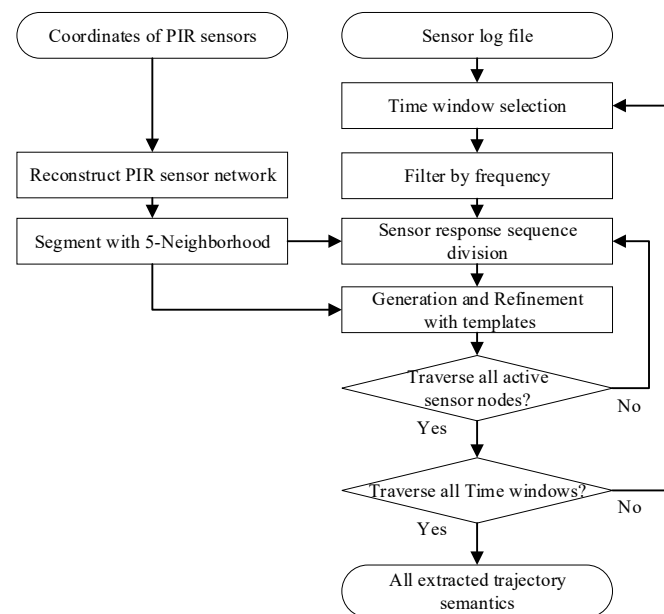 Coordinates of PIR sensors
Sensor log file
Time window selection
Reconstruct PIR sensor network
Filter by frequency
Segment with 5-Neighborhood
Sensor response sequence
division
Generation and Refinement
with templates
Traverse all active
sensor nodes?
No
Yes
Traverse all Time windows?
No
Yes
All extracted trajectory
semantics